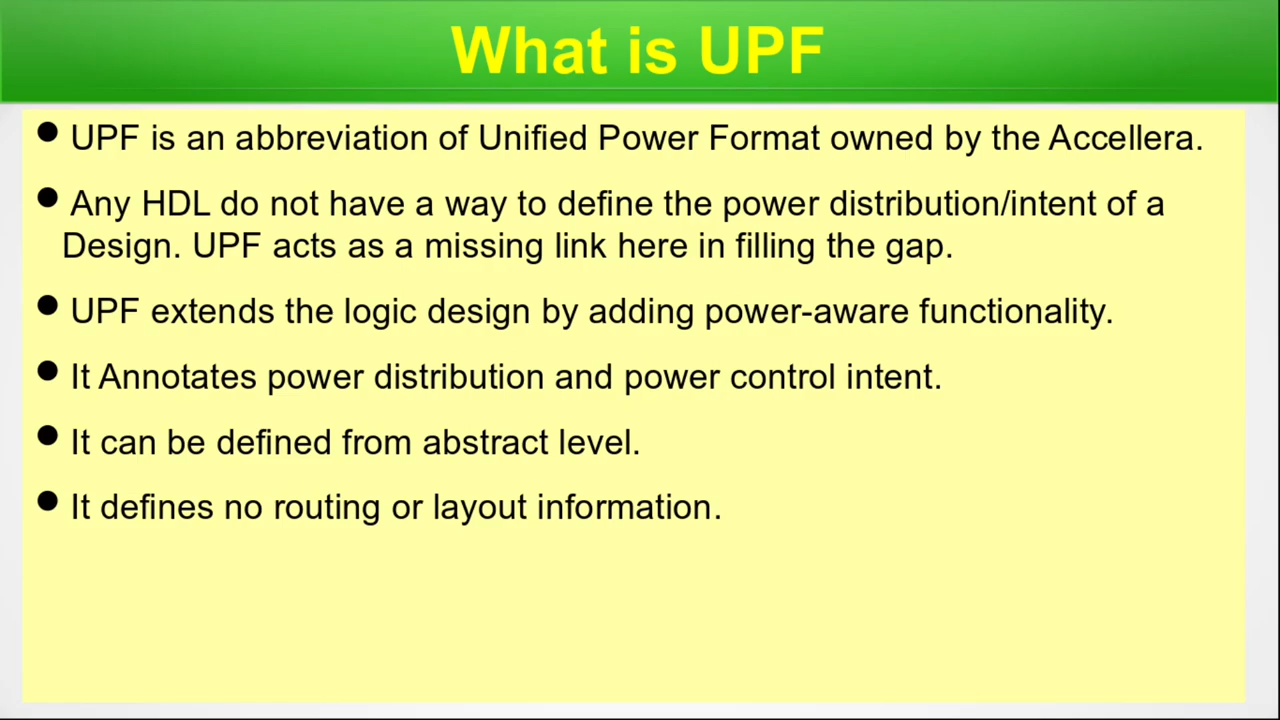 What is UPF
● UPF is an abbreviation of Unified Power Format owned by the Accellera.
● Any HDL do not have a way to define the power distribution/intent of a
Design. UPF acts as a missing link here in filling the gap.
● UPF extends the logic design by adding power-aware functionality.
● It Annotates power distribution and power control intent.
● It can be defined from abstract level.
● It defines no routing or layout information.